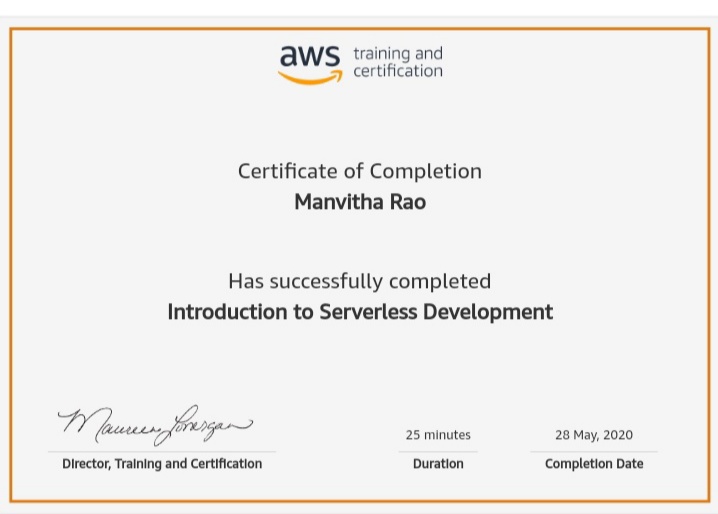 aws training and
certification
Certificate of Completion
Manvitha Rao
Has successfully completed
Introduction to Serverless Development
Maureen Lonergan
Director, Training and Certification
25 minutes
Duration
28 May, 2020
Completion Date